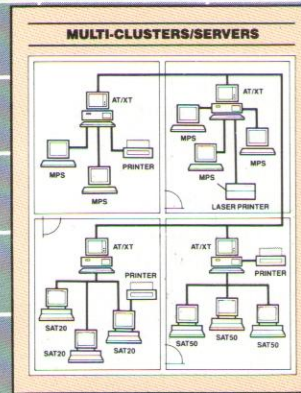 MULTI-CLUSTERS/SERVERS
AT/XT
MPS
PRINTER
MPS
AT/XT
MPS
MPS
MPS
LASER PRINTER
AT/XT
PRINTER
SAT20
SAT20
SAT20
AT/XT
PRINTER
SAT50
SAT50
SAT50